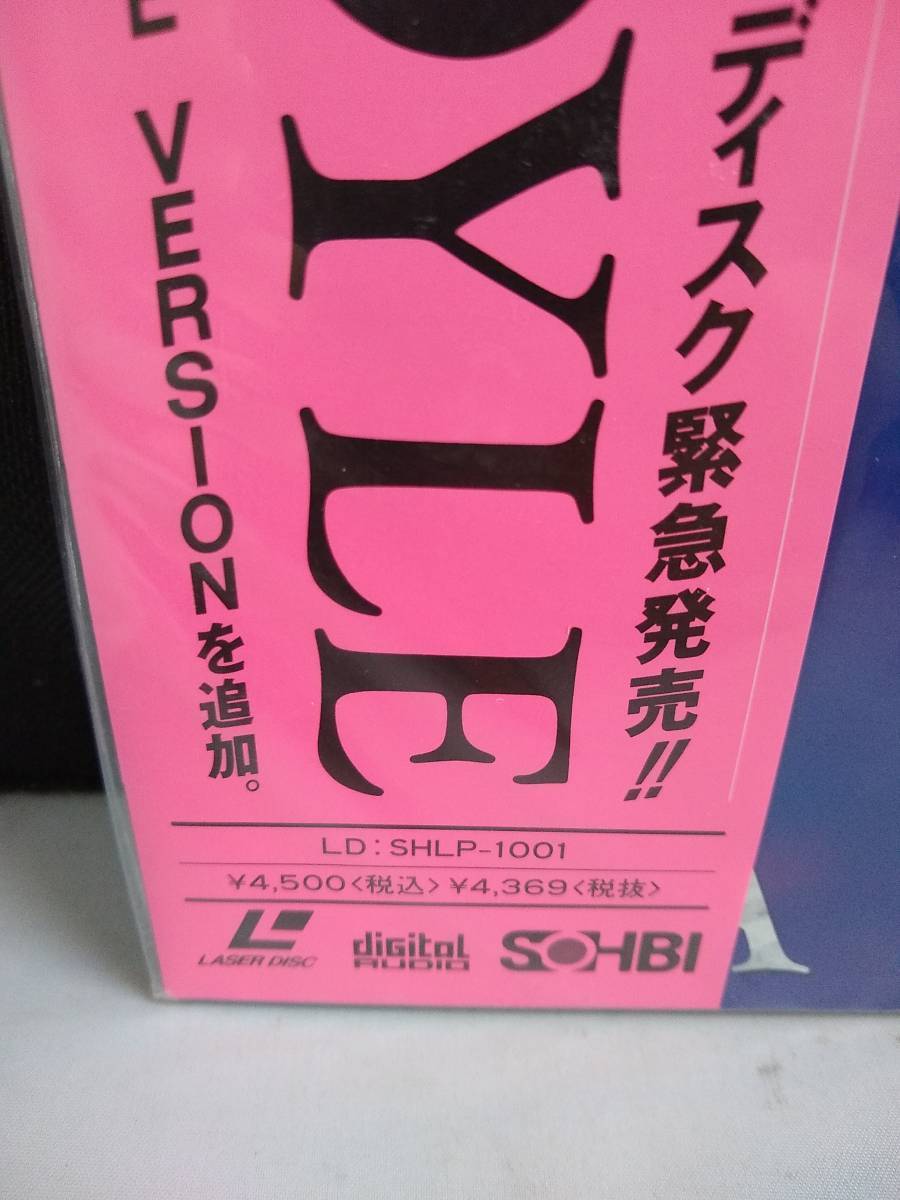 ディスク緊急発売!!
YLE
VERSIONを追加。
LD:SHLP-1001
¥4,500<税込>¥4,369<税抜>
LASER DISC
digital AUDIO
SOHBI